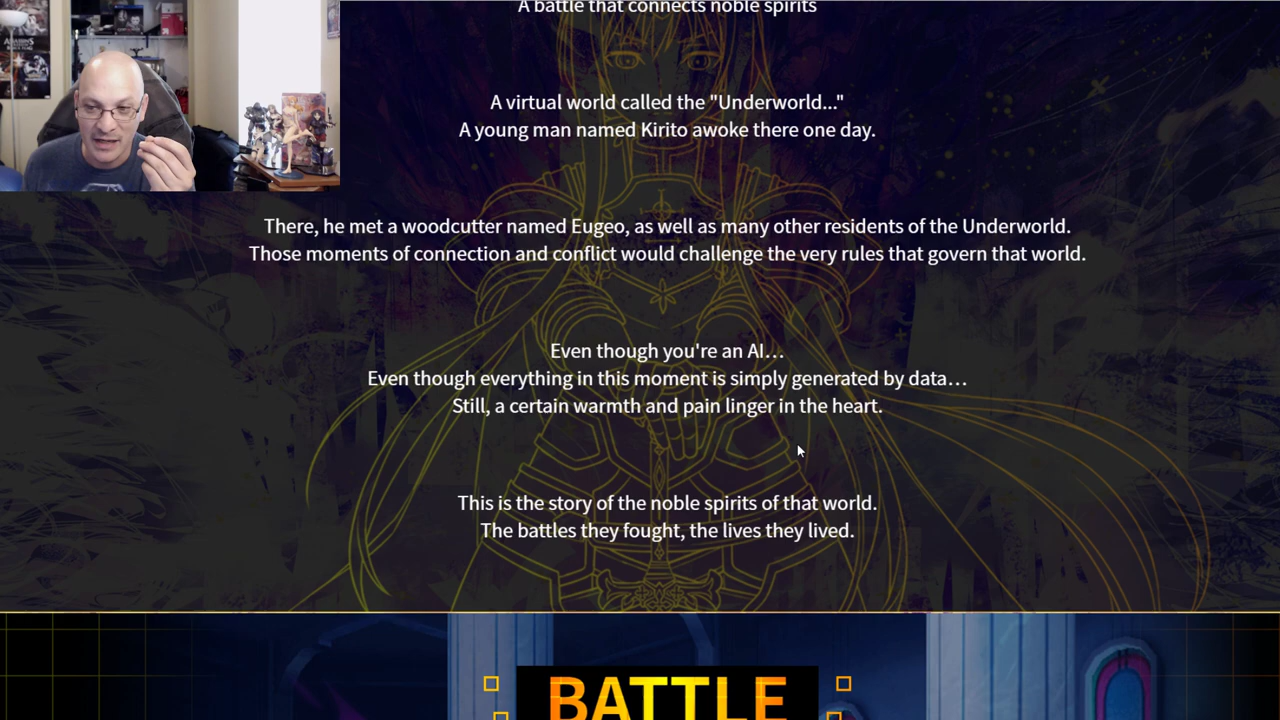 A battle that connects noble spirits
A virtual world called the "Underworld..."
A young man named Kirito awoke there one day.
There, he met a woodcutter named Eugeo, as well as many other residents of the Underworld.
Those moments of connection and conflict would challenge the very rules that govern that world.
Even though you're an AI…
Even though everything in this moment is simply generated by data…
Still, a certain warmth and pain linger in the heart.
This is the story of the noble spirits of that world.
The battles they fought, the lives they lived.
BATTLE